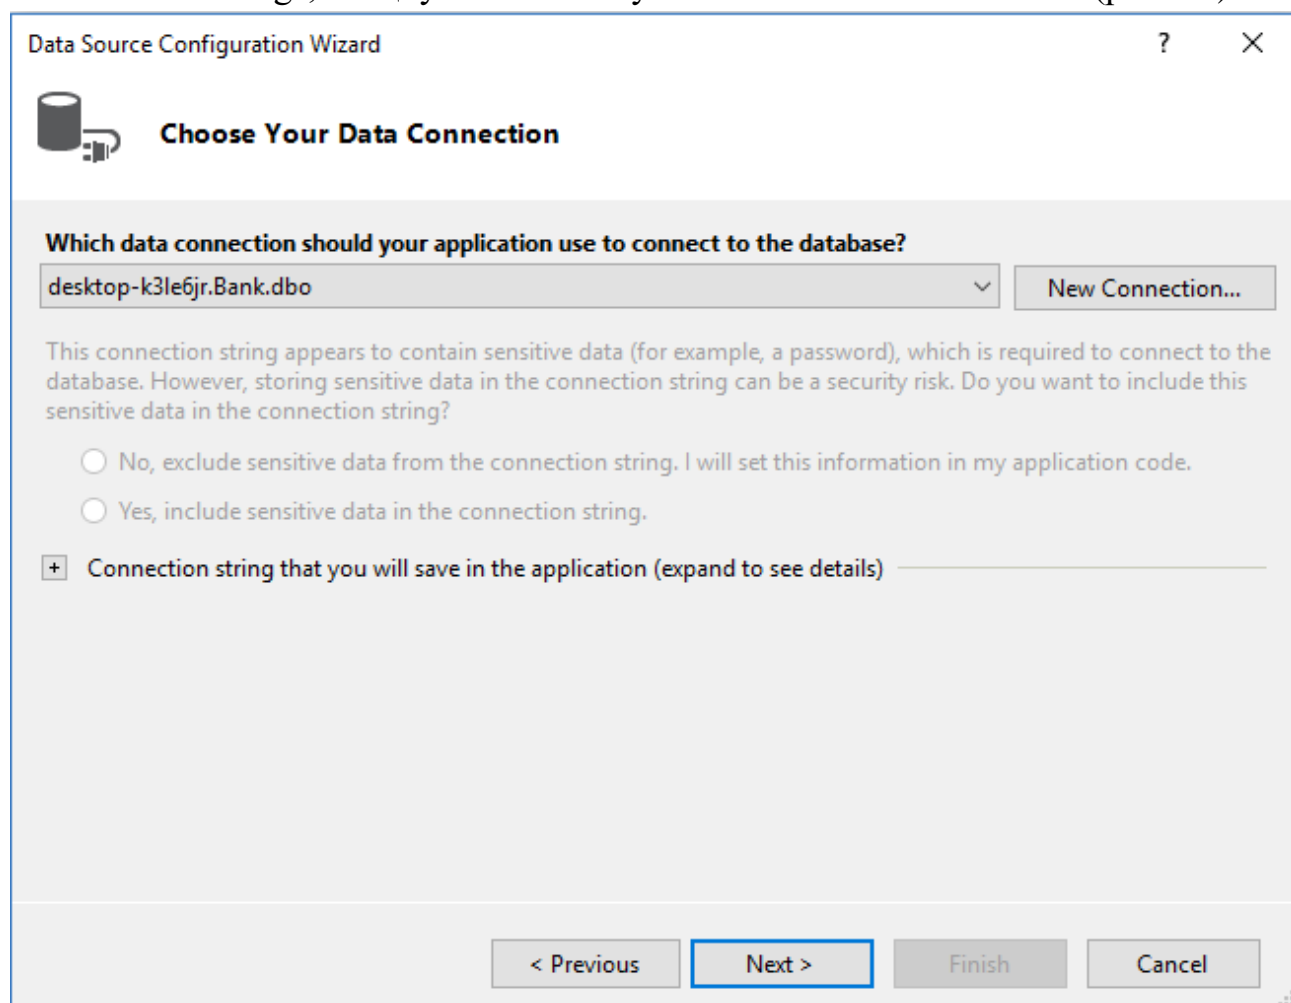 Data Source Configuration Wizard
?
Choose Your Data Connection
Which data connection should your application use to connect to the database?
desktop-k3le6jr.Bank.dbo
New Connection...
This connection string appears to contain sensitive data (for example, a password), which is required to connect to the
database. However, storing sensitive data in the connection string can be a security risk. Do you want to include this
sensitive data in the connection string?
No, exclude sensitive data from the connection string. I will set this information in my application code.
Yes, include sensitive data in the connection string.
+ Connection string that you will save in the application (expand to see details)
< Previous
Next >
Finish
Cancel